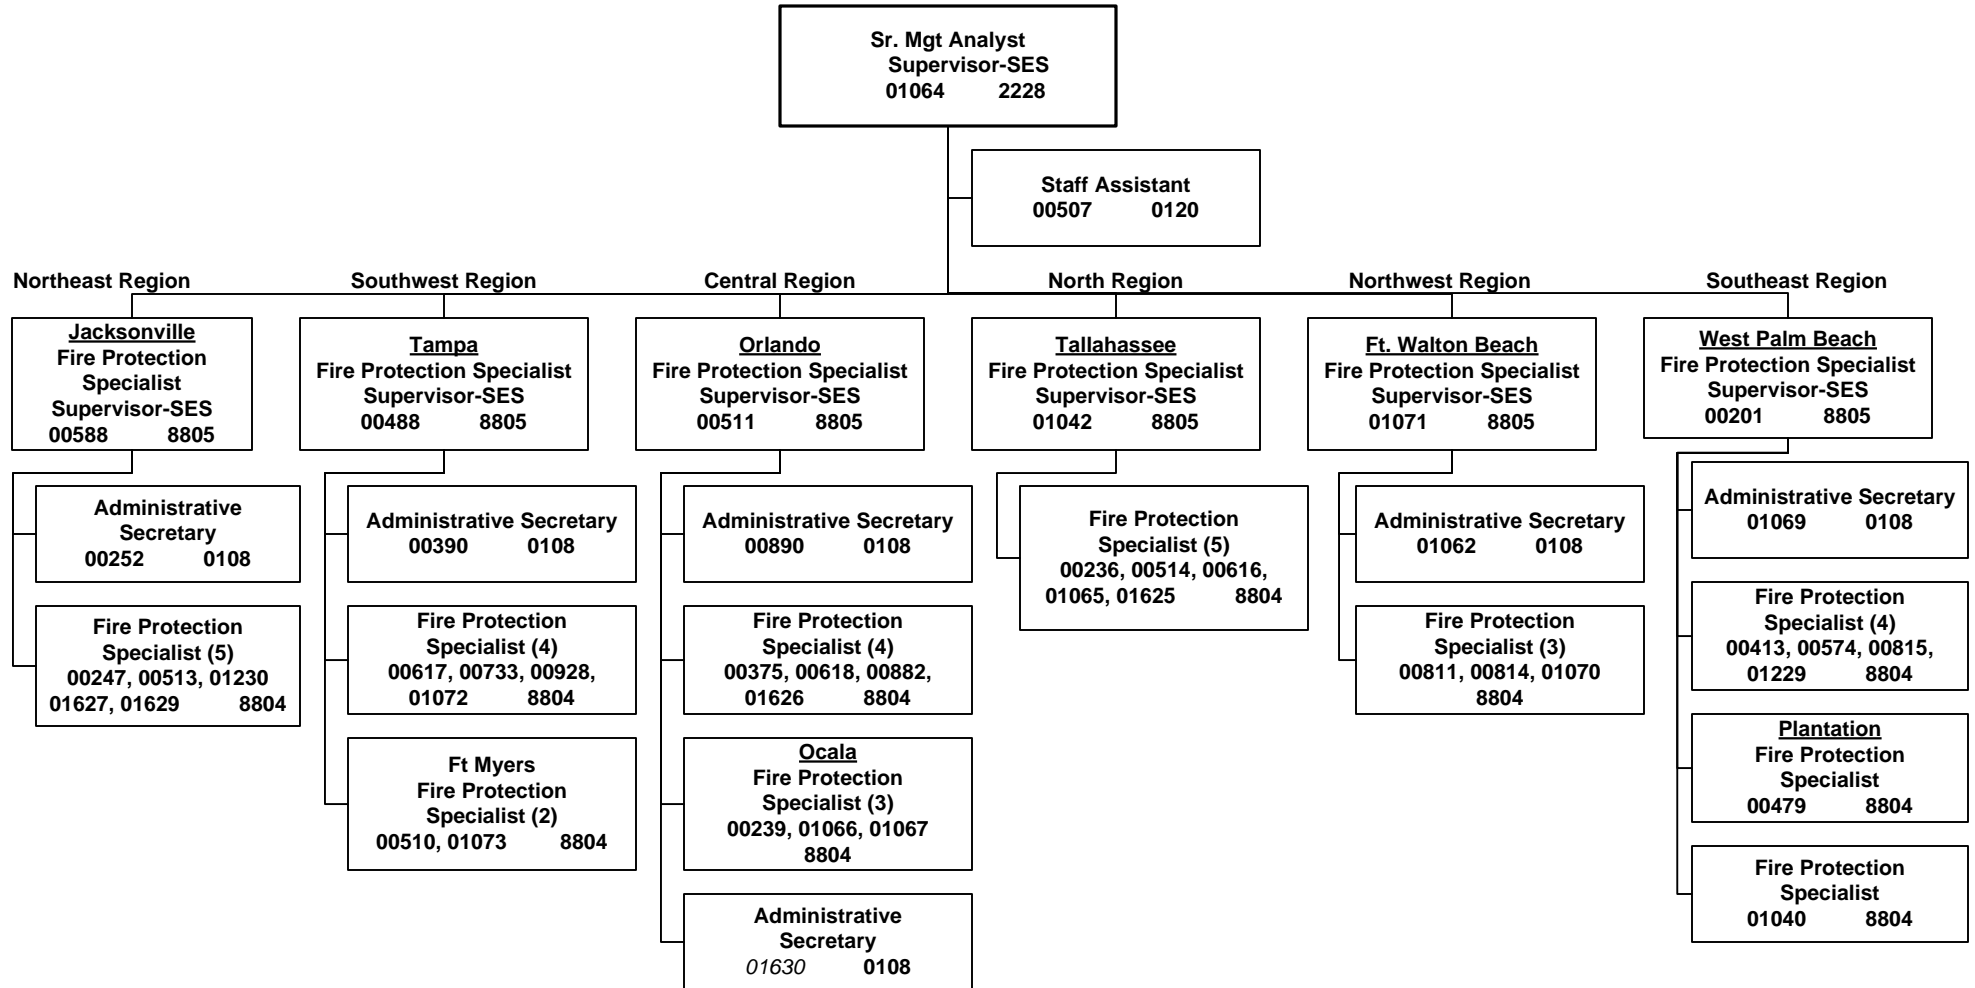 Sr. Mgt Analyst
Supervisor-SES
01064 2228
Staff Assistant
00507 0120
Northeast Region
Southwest Region
Central Region
North Region
Northwest Region
Southeast Region
Jacksonville
Fire Protection
Specialist
Supervisor-SES
00588 8805
Administrative
Secretary
00252 0108
Fire Protection
Specialist (5)
00247, 00513, 01230
01627, 01629 8804
Tampa
Fire Protection Specialist
Supervisor-SES
00488 8805
Administrative Secretary
00390 0108
Fire Protection
Specialist (4)
00617, 00733, 00928,
01072 8804
Ft Myers
Fire Protection
Specialist (2)
00510, 01073 8804
Orlando
Fire Protection Specialist
Supervisor-SES
00511 8805
Administrative Secretary
00890 0108
Fire Protection
Specialist (4)
00375, 00618, 00882,
01626 8804
Ocala
Fire Protection
Specialist (3)
00239, 01066, 01067
8804
Administrative
Secretary
01630 0108
Tallahassee
Fire Protection Specialist
Supervisor-SES
01042 8805
Fire Protection
Specialist (5)
00236, 00514, 00616,
01065, 01625 8804
Ft. Walton Beach
Fire Protection Specialist
Supervisor-SES
01071 8805
Administrative Secretary
01062 0108
Fire Protection
Specialist (3)
00811, 00814, 01070
8804
West Palm Beach
Fire Protection Specialist
Supervisor-SES
00201 8805
Administrative Secretary
01069 0108
Fire Protection
Specialist (4)
00413, 00574, 00815,
01229 8804
Plantation
Fire Protection
Specialist
00479 8804
Fire Protection
Specialist
01040 8804